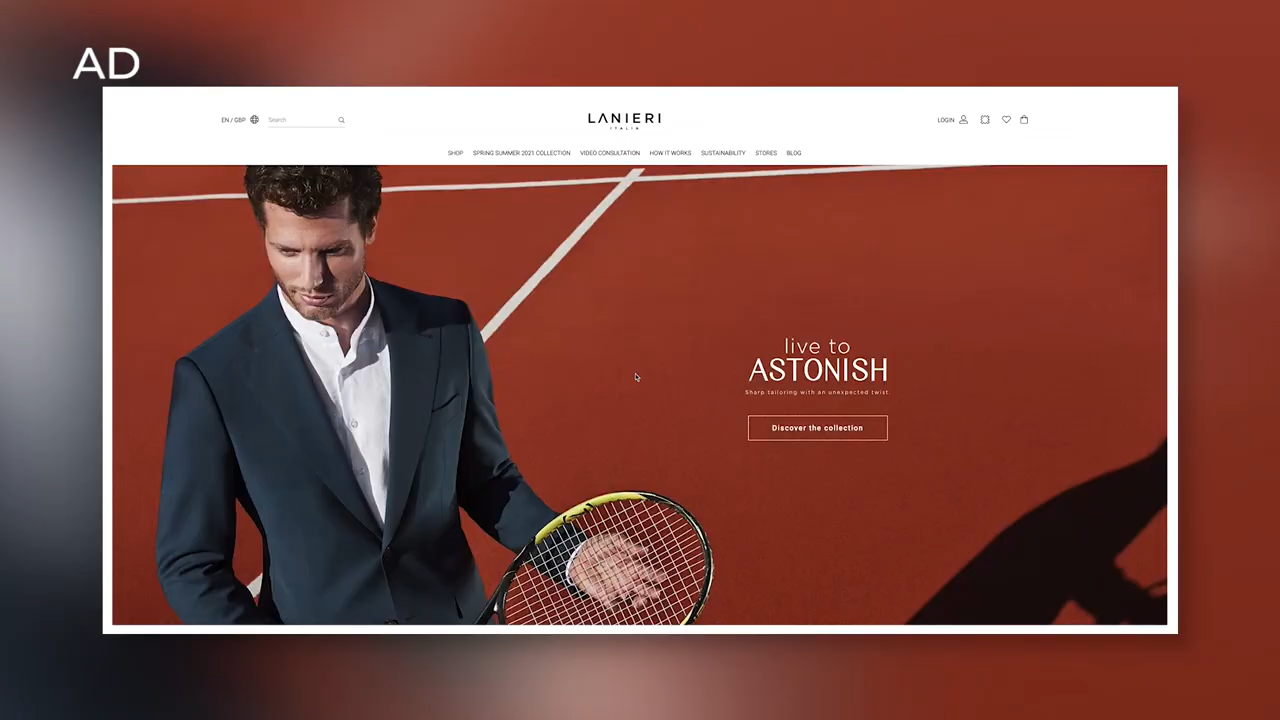 AD
EN / GBP
Search
LANIERI
ITALIA
LOGIN
SHOP SPRING SUMMER 2021 COLLECTION VIDEO CONSULTATION HOW IT WORKS SUSTAINABILITY STORES BLOG
live to
ASTONISH
Sharp tailoring with an unexpected twist.
Discover the collection